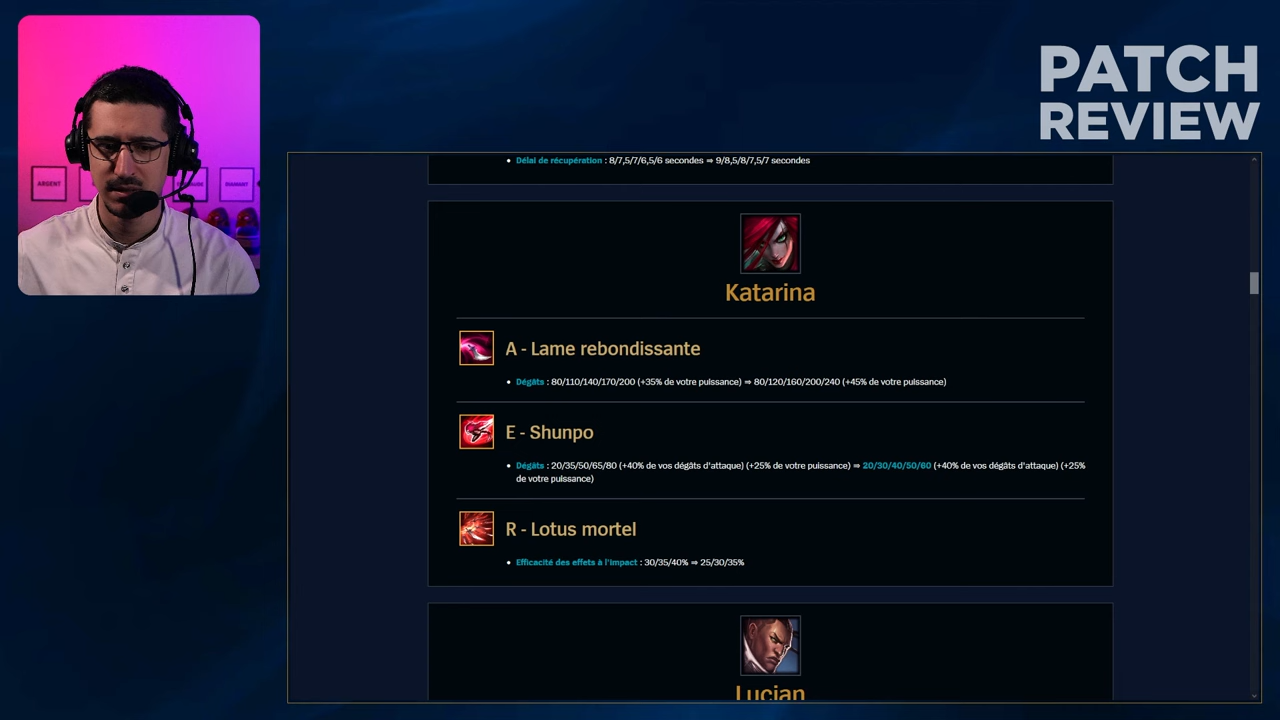 PATCH
REVIEW
ARGENT
DIAMANT
• Délai de récupération : 8/7,5/7/6,5/6 secondes ⇒ 9/8,5/8/7,5/7 secondes
Katarina
A - Lame rebondissante
• Dégâts : 80/110/140/170/200 (+35% de votre puissance) ⇒ 80/120/160/200/240 (+45% de votre puissance)
E - Shunpo
• Dégâts : 20/35/50/65/80 (+40% de vos dégâts d'attaque) (+25% de votre puissance) ⇒ 20/30/40/50/60 (+40% de vos dégâts d'attaque) (+25%
de votre puissance)
R - Lotus mortel
• Efficacité des effets à l'impact : 30/35/40% ⇒ 25/30/35%
Lucian